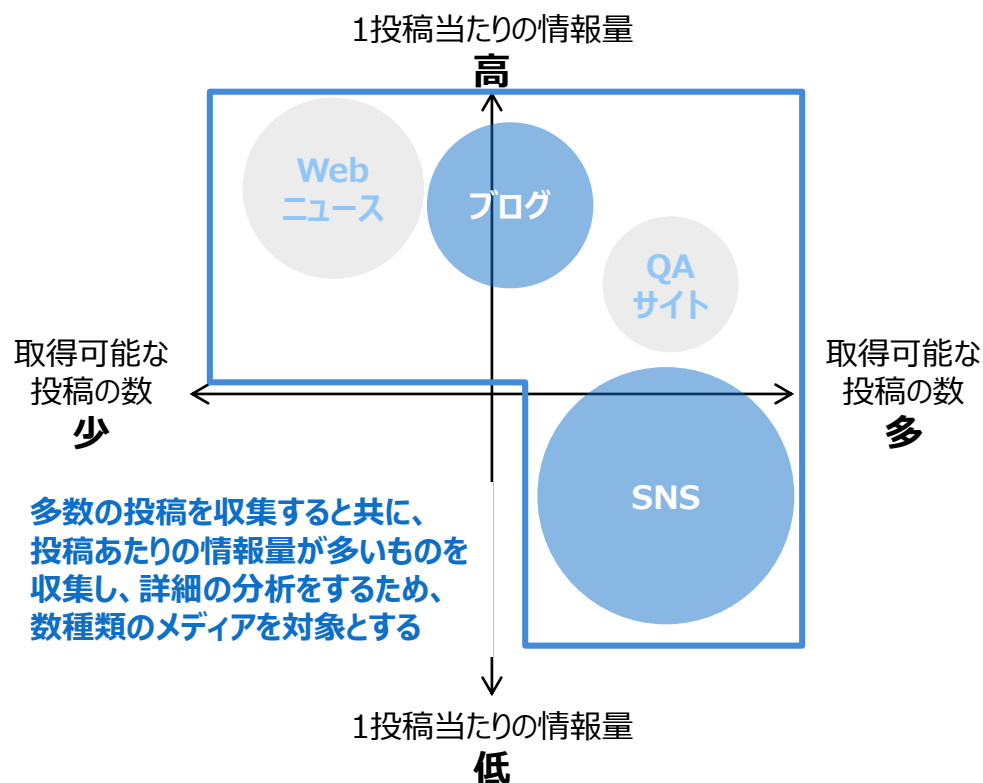 1投稿当たりの情報量
高
Web
ニュース
ブログ
QA
サイト
取得可能な
投稿の数
少
取得可能な
投稿の数
多
SNS
多数の投稿を収集すると共に、
投稿あたりの情報量が多いものを
収集し、詳細の分析をするため、
数種類のメディアを対象とする
1投稿当たりの情報量
低